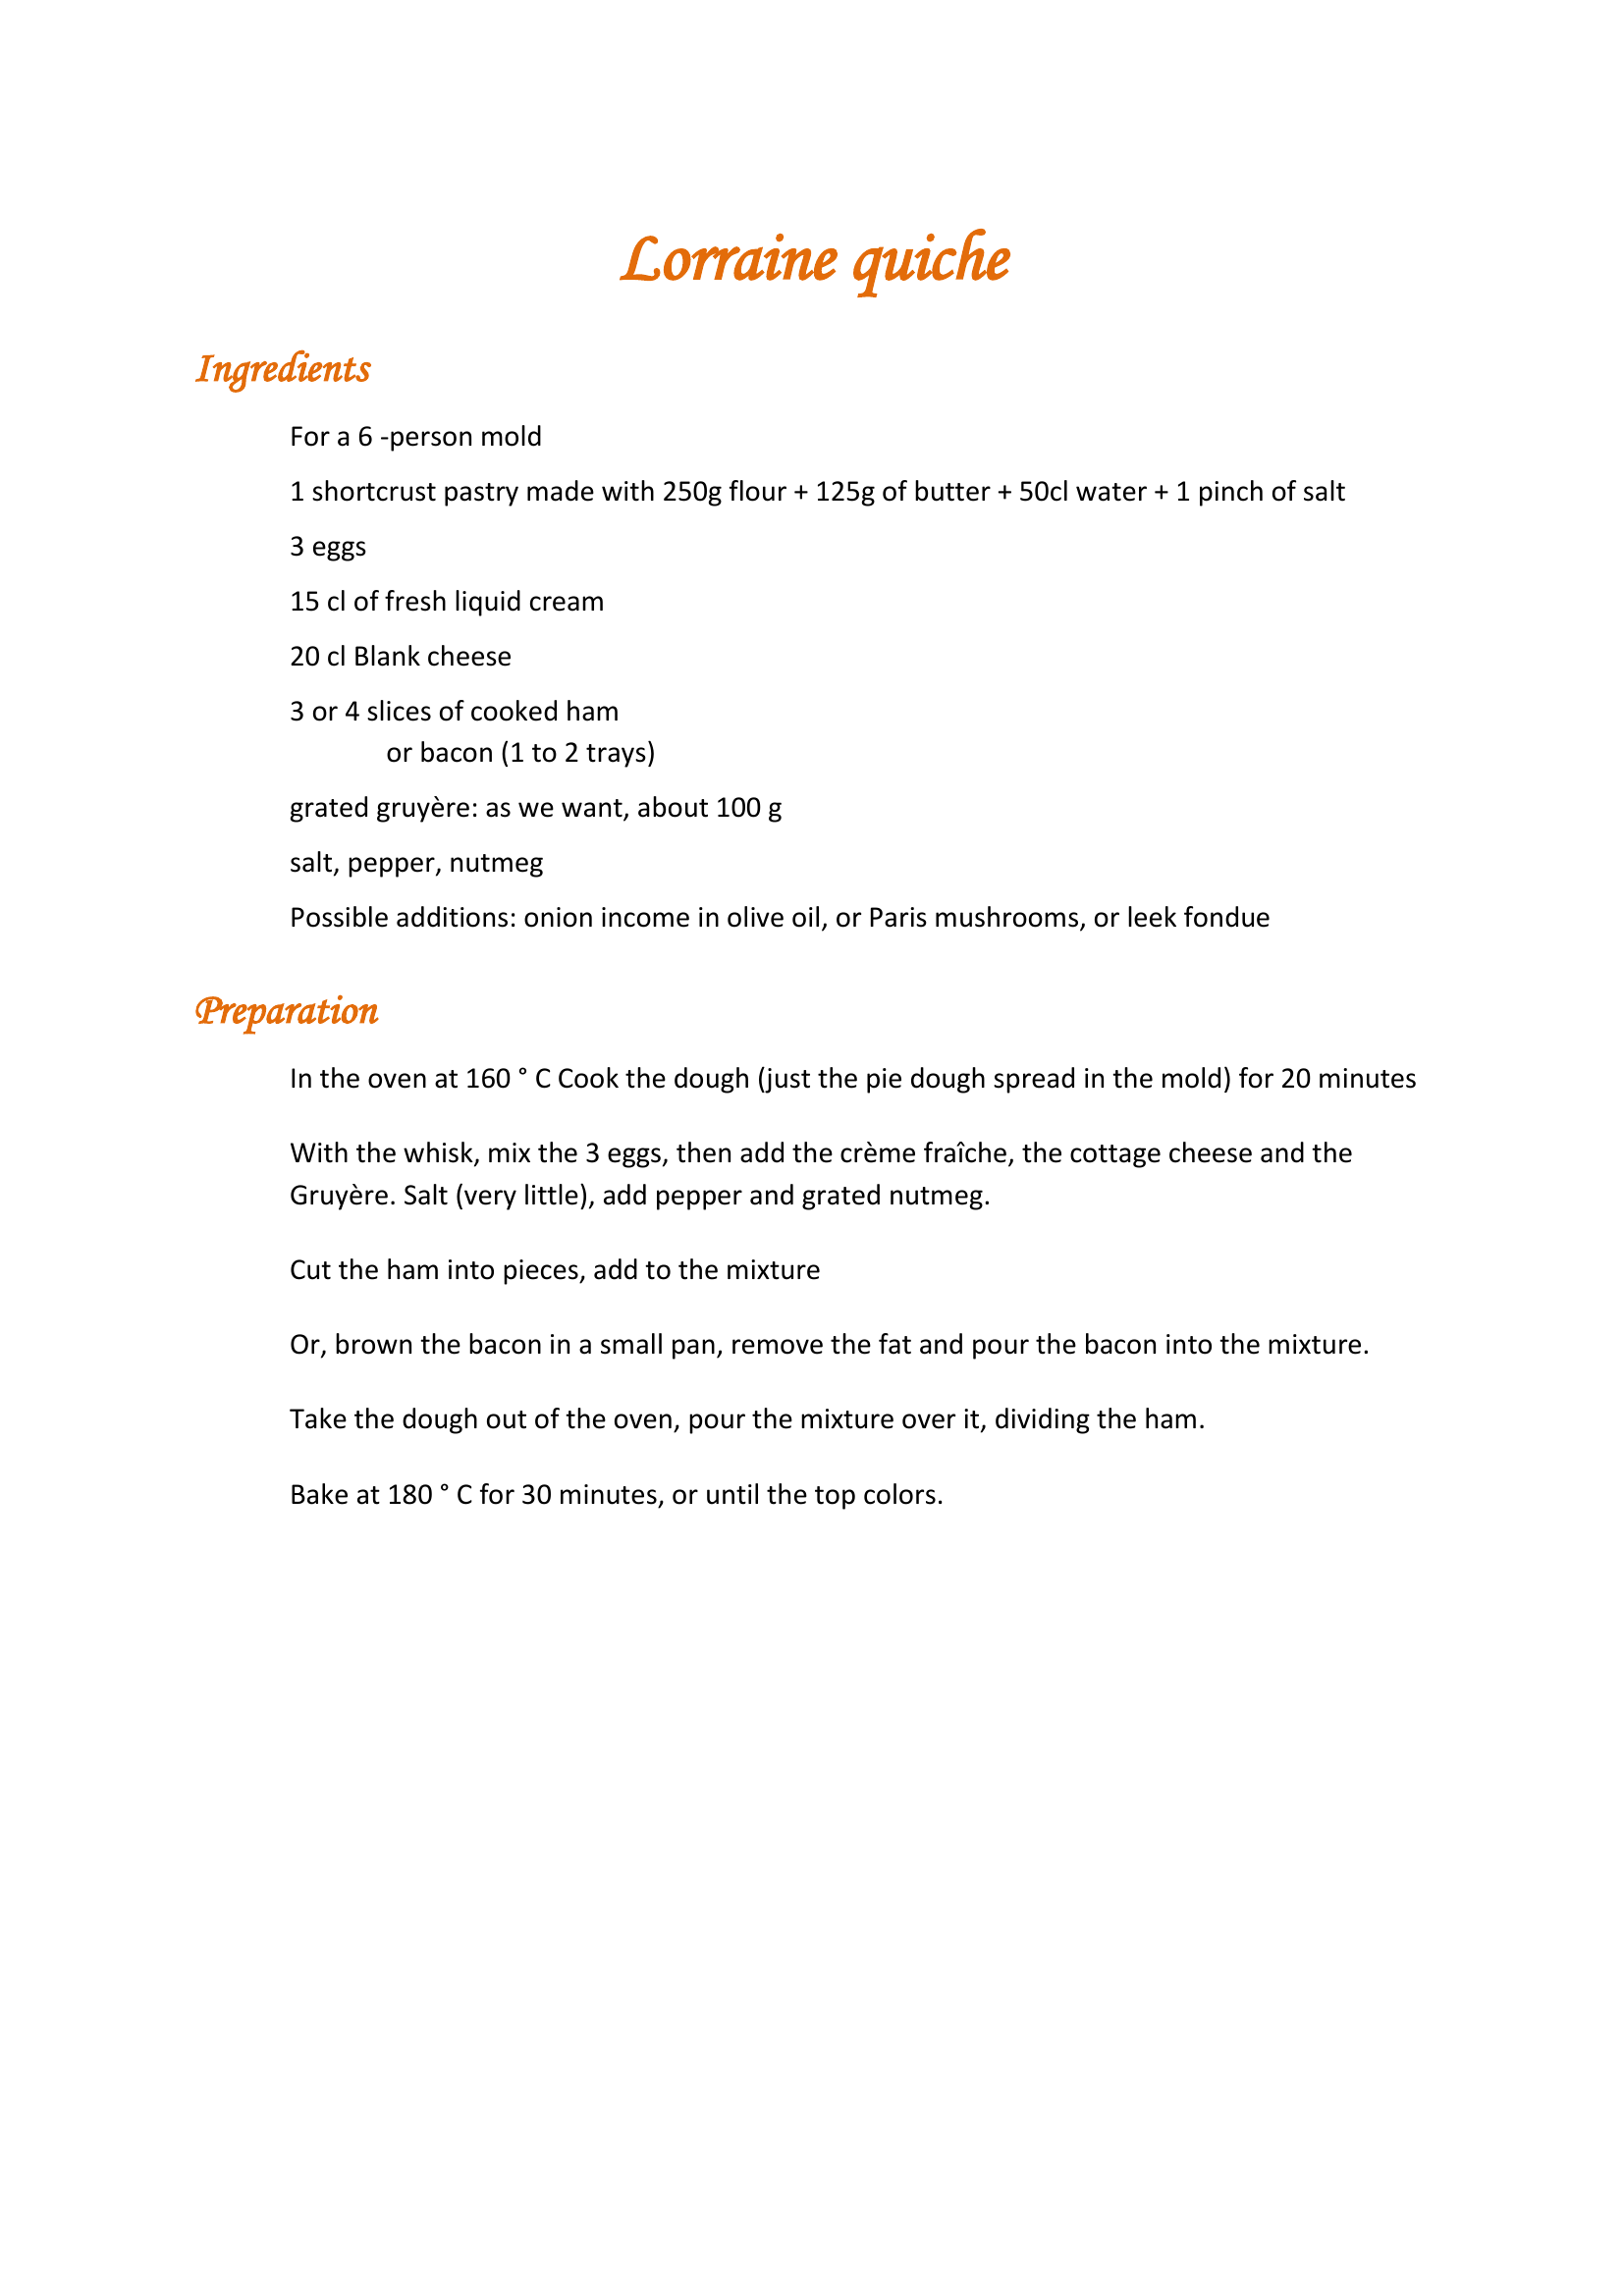 Lorraine quiche
Ingredients
For a 6 -person mold
1 shortcrust pastry made with 250g flour + 125g of butter + 50cl water + 1 pinch of salt
3 eggs
15 cl of fresh liquid cream
20 cl Blank cheese
3 or 4 slices of cooked ham
or bacon (1 to 2 trays)
grated gruyère: as we want, about 100 g
salt, pepper, nutmeg
Possible additions: onion income in olive oil, or Paris mushrooms, or leek fondue
Preparation
In the oven at 160 ° C Cook the dough (just the pie dough spread in the mold) for 20 minutes
With the whisk, mix the 3 eggs, then add the crème fraîche, the cottage cheese and the
Gruyère. Salt (very little), add pepper and grated nutmeg.
Cut the ham into pieces, add to the mixture
Or, brown the bacon in a small pan, remove the fat and pour the bacon into the mixture.
Take the dough out of the oven, pour the mixture over it, dividing the ham.
Bake at 180 ° C for 30 minutes, or until the top colors.